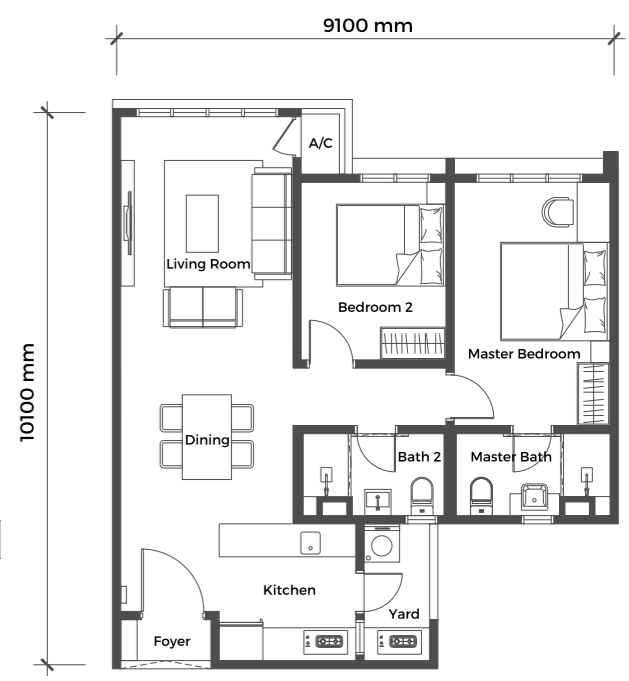 9100 mm
A/C
Living Room
Bedroom 2
Master Bedroom
10100 mm
Dining
Bath 2
Master Bath
Kitchen
Yard
Foyer